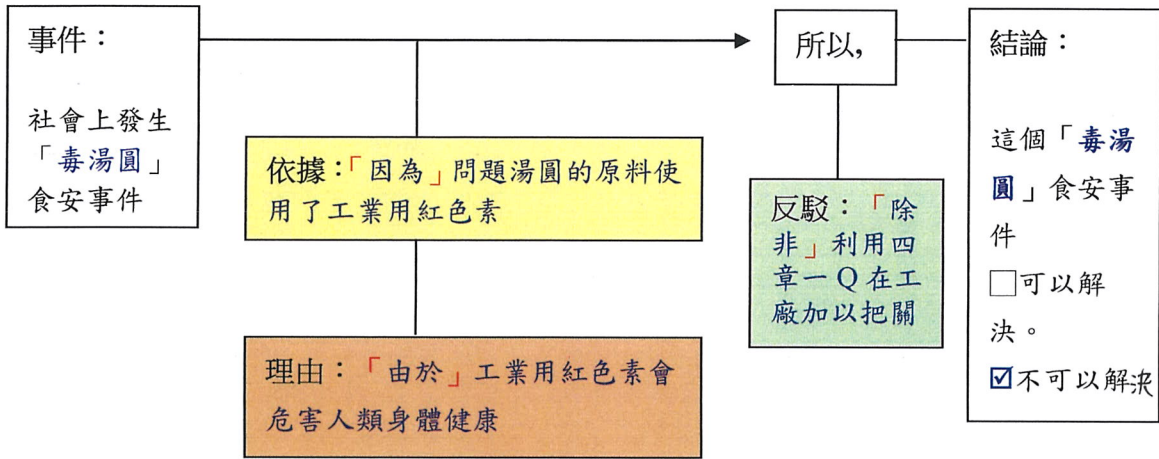 事件：
社會上發生
「毒湯圓」
食安事件
依據：「因為」問題湯圓的原料使
用了工業用紅色素
理由：「由於」工業用紅色素會
危害人類身體健康
所以,
反駁：「除
非」利用四
章一Q在工
廠加以把關
結論：
這個「毒湯
圓」食安事
件
□可以解
決。
☑不可以解決